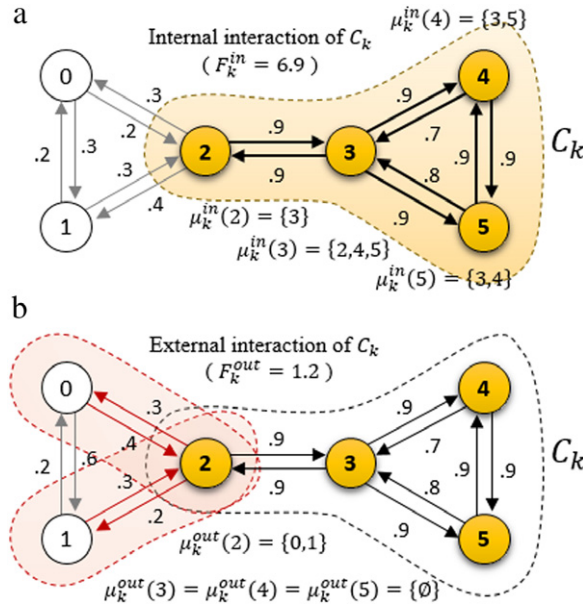 a
Internal interaction of C_k
( F_k^{in} = 6.9 )
μ_k^{in}(4) = {3,5}
0
4
.3
.2
.9
.7
.9
.9
C_k
.2
.3
2
3
.9
.9
.3
.4
.8
.9
1
5
μ_k^{in}(2) = {3}
μ_k^{in}(3) = {2,4,5}
μ_k^{in}(5) = {3,4}
b
External interaction of C_k
( F_k^{out} = 1.2 )
0
4
.3
.4
.9
.7
.9
.9
C_k
.2
.6
2
3
.9
.9
.3
.2
.8
.9
1
5
μ_k^{out}(2) = {0,1}
μ_k^{out}(3) = μ_k^{out}(4) = μ_k^{out}(5) = {∅}